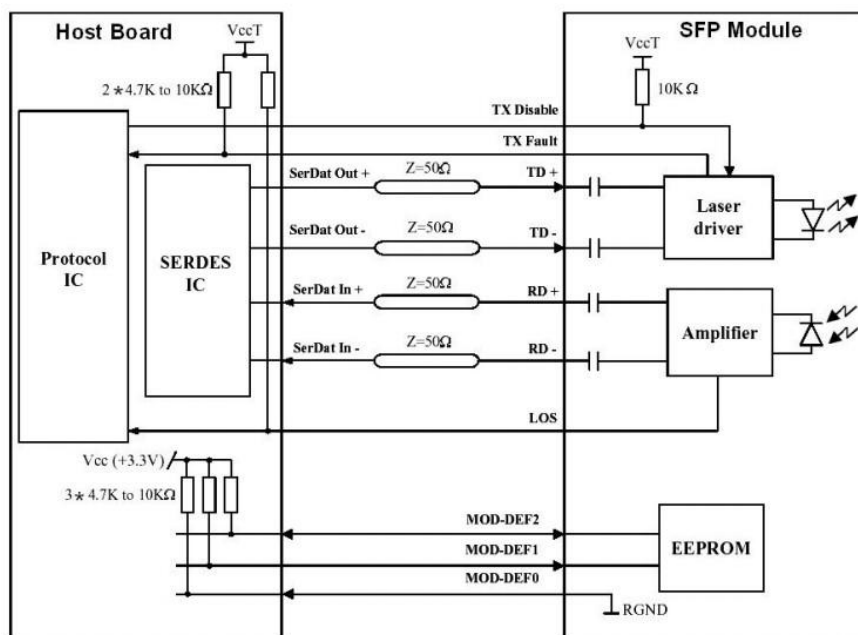 Host Board
SFP Module
VccT
VccT
2*4.7K to 10KΩ
10KΩ
TX Disable
TX Fault
SerDat Out +
Z=50Ω
TD +
SerDat Out -
Z=50Ω
TD -
Laser
driver
Protocol
IC
SERDES
IC
SerDat In +
Z=50Ω
RD +
SerDat In -
Z=50Ω
RD -
Amplifier
LOS
Vcc (+3.3V)
3*4.7K to 10KΩ
MOD-DEF2
MOD-DEF1
MOD-DEF0
EEPROM
RGND